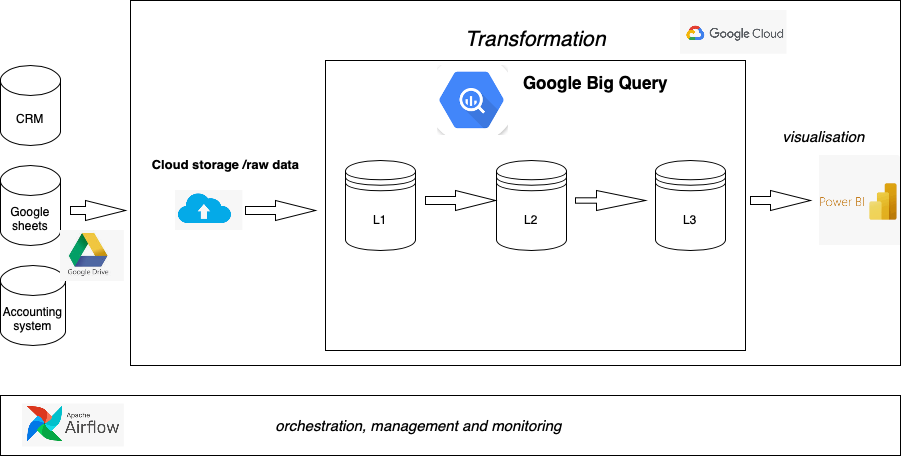 Transformation
Google Cloud
Google Big Query
CRM
visualisation
Cloud storage /raw data
Google
sheets
L1
L2
L3
Power BI
Google Drive
Accounting
system
Apache
Airflow
orchestration, management and monitoring